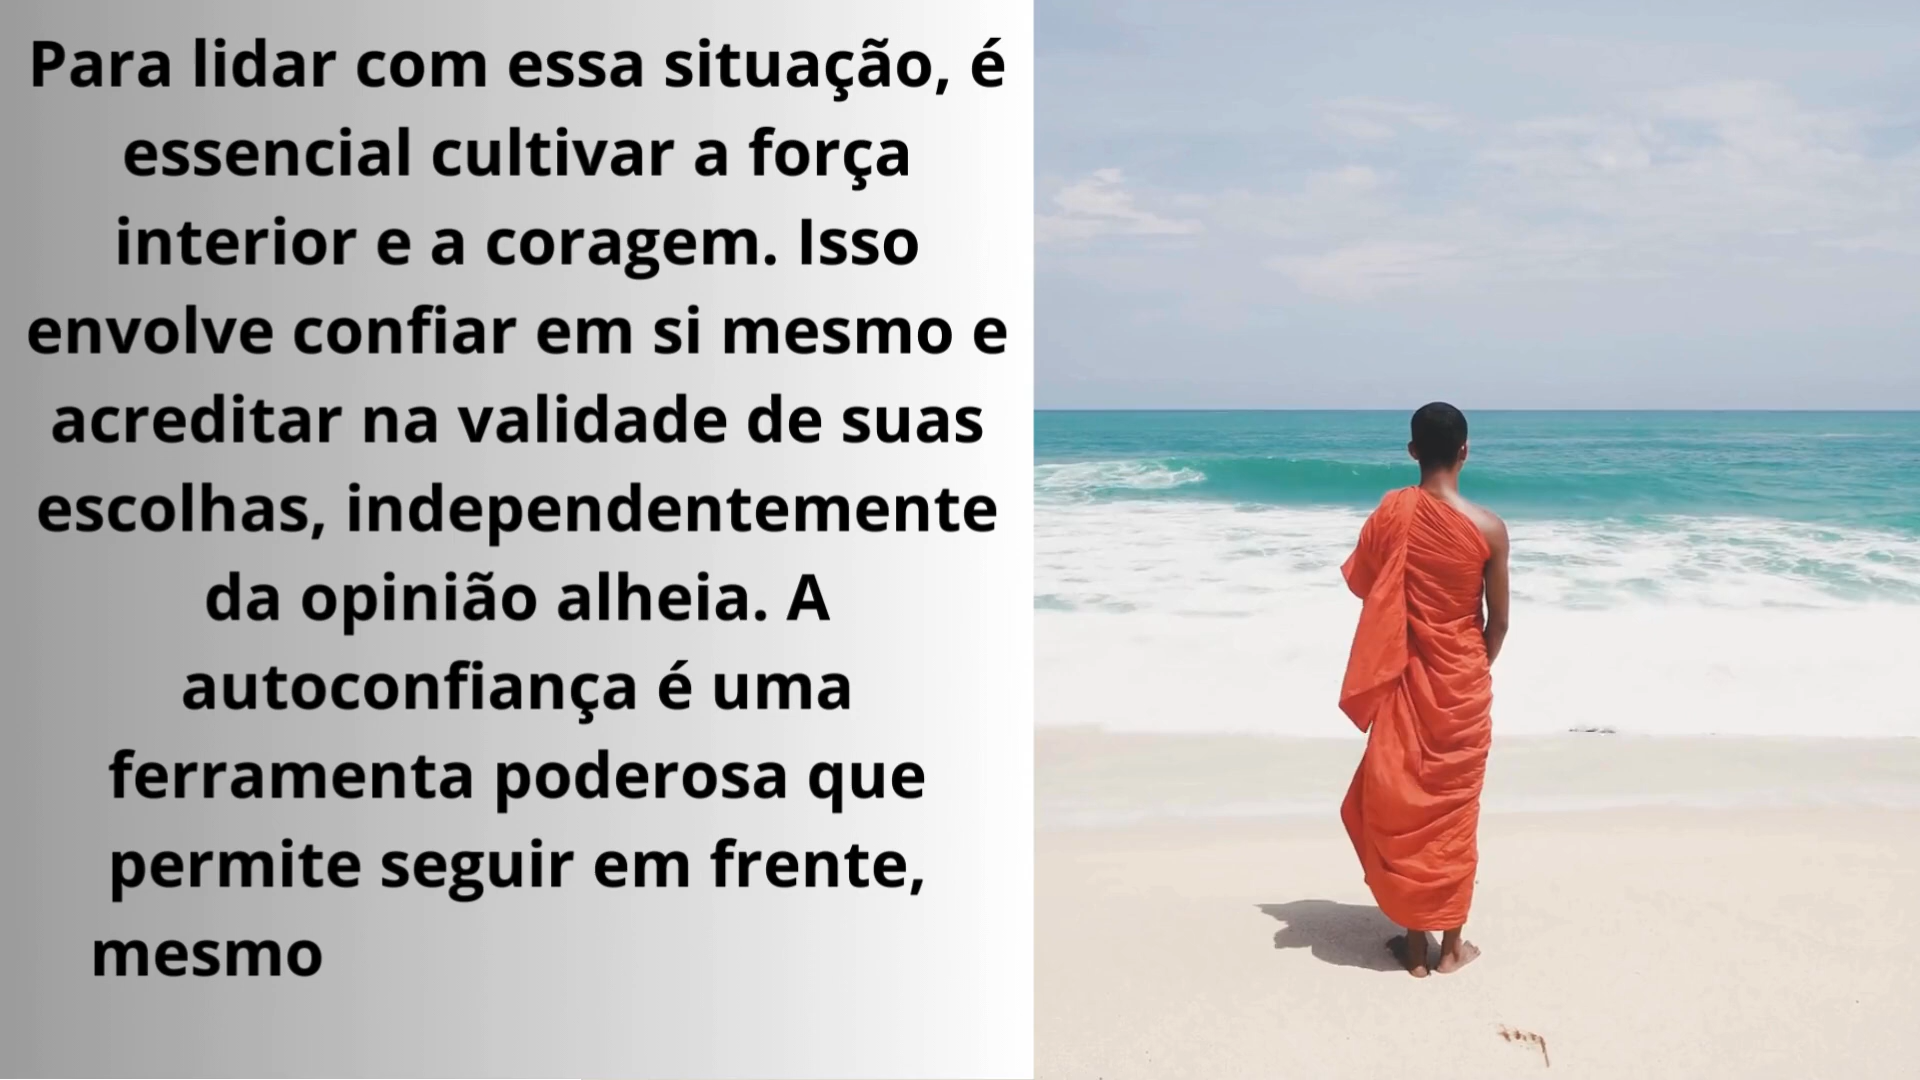 Para lidar com essa situação, é
essencial cultivar a força
interior e a coragem. Isso
envolve confiar em si mesmo e
acreditar na validade de suas
escolhas, independentemente
da opinião alheia. A
autoconfiança é uma
ferramenta poderosa que
permite seguir em frente,
mesmo